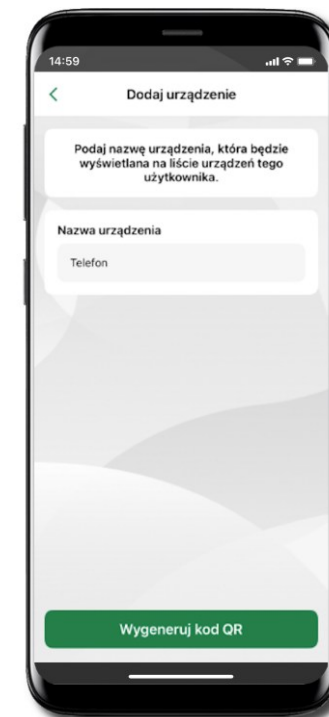 14:59
Dodaj urządzenie
Podaj nazwę urządzenia, która będzie
wyświetlana na liście urządzeń tego
użytkownika.
Nazwa urządzenia
Telefon
Wygeneruj kod QR